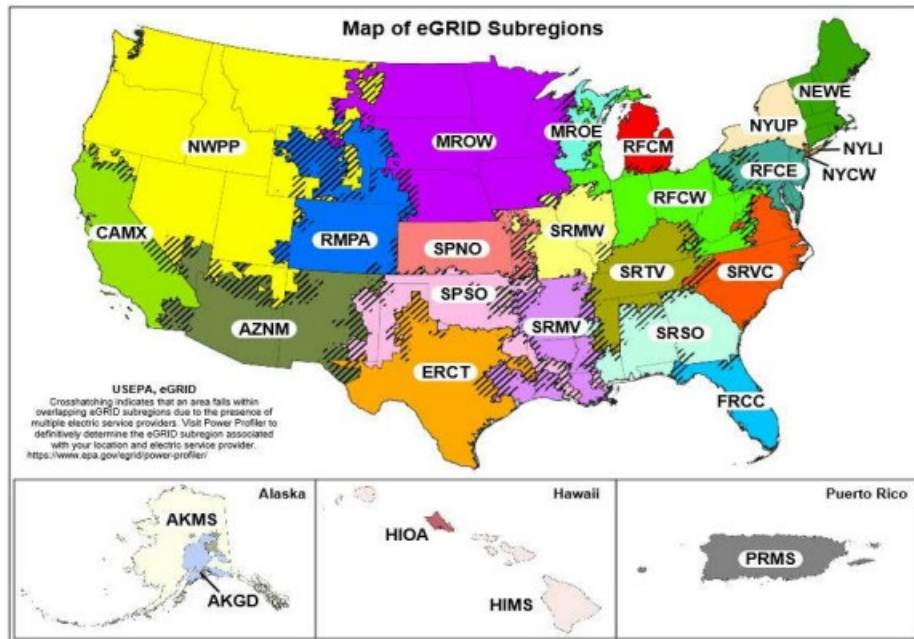 Map of eGRID Subregions
NEWE
NYUP
MROE
NWPP
MROW
RFCM
NYLI
RFCE
NYCW
RFCW
CAMX
SRMW
RMPA
SPNO
SRTV
SRVC
SPSO
AZNM
SRMV
SRSO
ERCT
FRCC
USEPA, eGRID
Crosshatching indicates that an area falls within
overlapping eGRID subregions due to the presence of
multiple electric service providers. Visit Power Profiler to
definitively determine the eGRID subregion associated
with your location and electric service provider.
https://www.epa.gov/egrid/power-profiler/
Alaska
AKMS
AKGD
Hawaii
HIOA
HIMS
Puerto Rico
PRMS